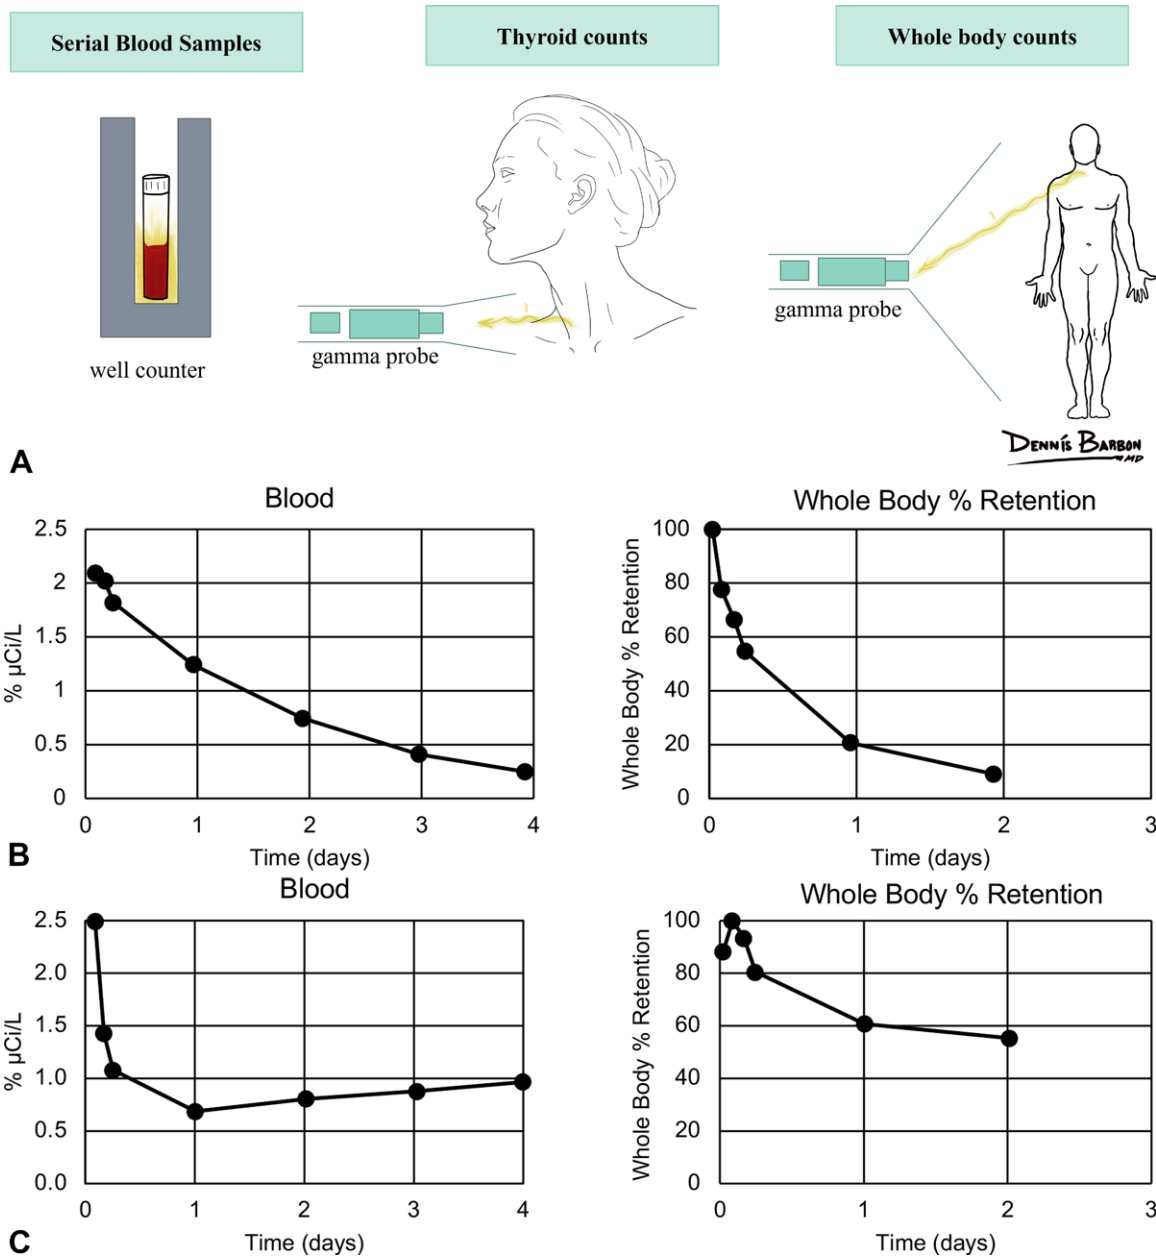 Serial Blood Samples
Thyroid counts
Whole body counts
well counter
gamma probe
gamma probe
DENNIS BARBON
MD
A
Blood
2.5
2
1.5
1
0.5
0
% µCi/L
0 1 2 3 4
Time (days)
Whole Body % Retention
100
80
60
40
20
0
Whole Body % Retention
0 1 2 3
Time (days)
B
Blood
2.5
2.0
1.5
1.0
0.5
0.0
% µCi/L
0 1 2 3 4
Time (days)
Whole Body % Retention
100
80
60
40
20
0
Whole Body % Retention
0 1 2 3
Time (days)
C